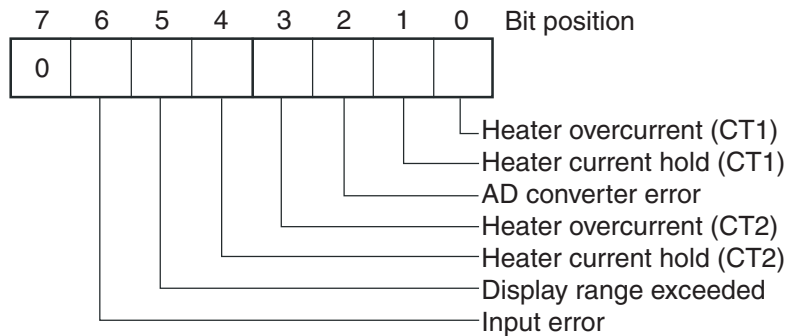 7 6 5 4 3 2 1 0 Bit position
0
Heater overcurrent (CT1)
Heater current hold (CT1)
AD converter error
Heater overcurrent (CT2)
Heater current hold (CT2)
Display range exceeded
Input error